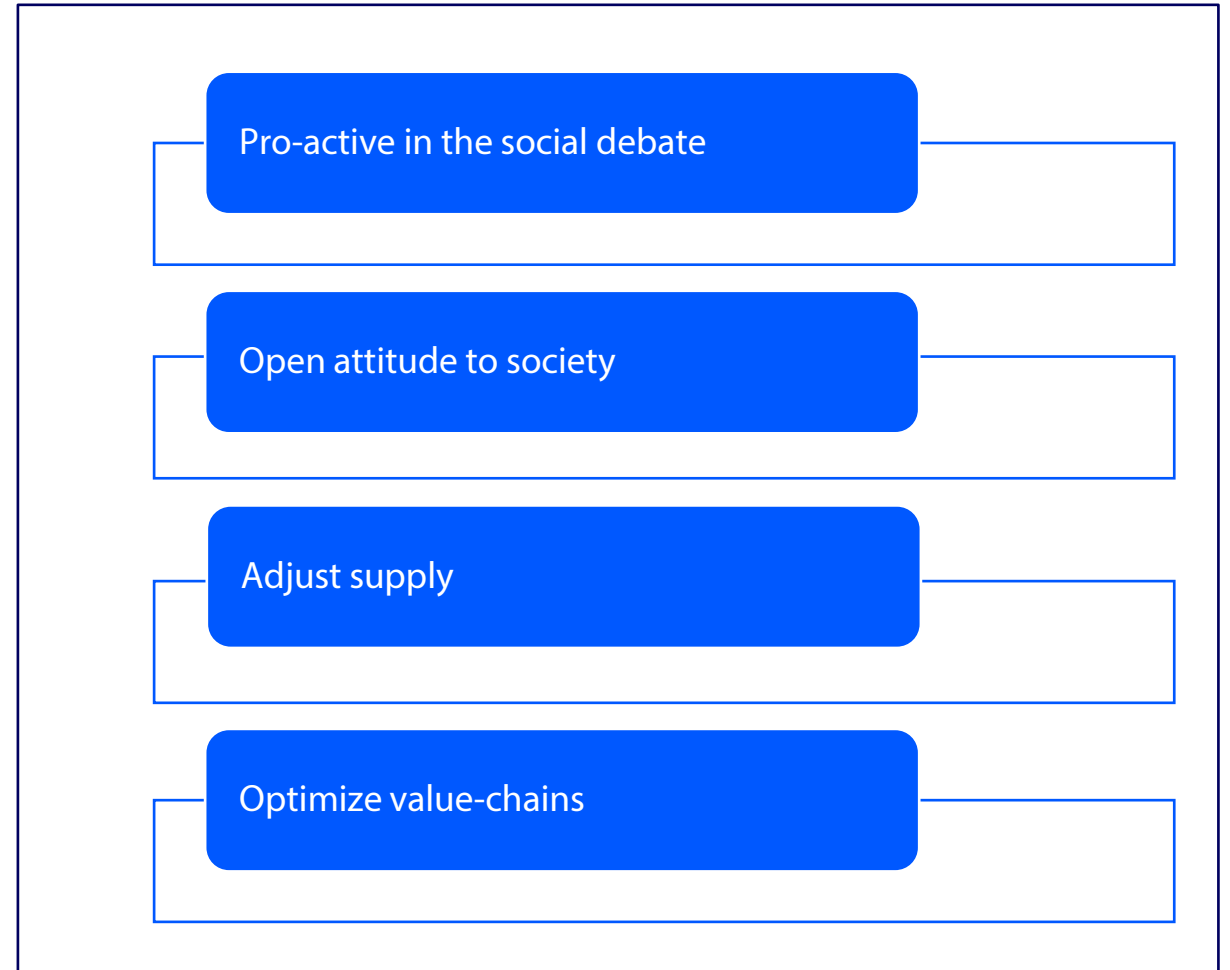 Pro-active in the social debate
Open attitude to society
Adjust supply
Optimize value-chains